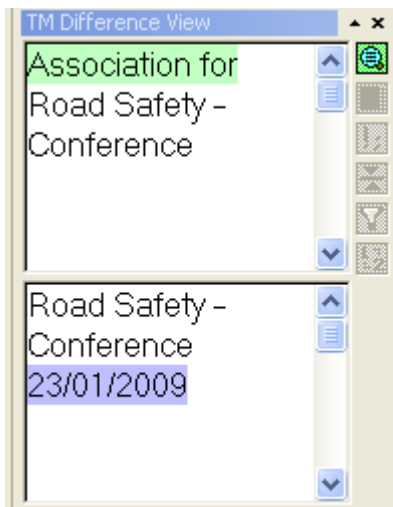 TM Difference View
Association for
Road Safety –
Conference
Road Safety –
Conference
23/01/2009